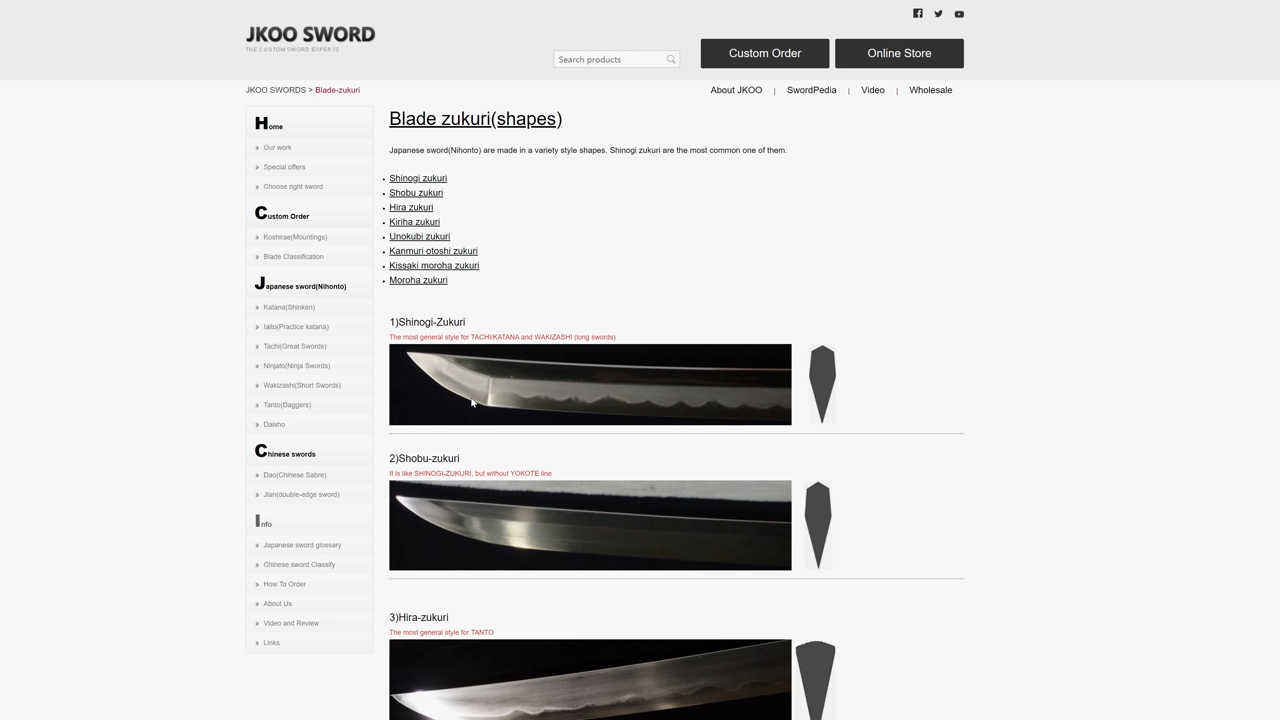 JKOO SWORD
THE CUSTOM SWORD EXPERTS
Search products
Custom Order
Online Store
JKOO SWORDS > Blade-zukuri
About JKOO | SwordPedia | Video | Wholesale
Home
» Our work
» Special offers
» Choose right sword
Custom Order
» Koshirae(Mountings)
» Blade Classification
Japanese sword(Nihonto)
» Katana(Shinken)
» Iaito(Practice katana)
» Tachi(Great Swords)
» Ninjato(Ninja Swords)
» Wakizashi(Short Swords)
» Tanto(Daggers)
» Daisho
Chinese swords
» Dao(Chinese Sabre)
» Jian(double-edge sword)
Info
» Japanese sword glossary
» Chinese sword Classify
» How To Order
» About Us
» Video and Review
» Links
Blade zukuri(shapes)
Japanese sword(Nihonto) are made in a variety style shapes. Shinogi zukuri are the most common one of them.
• Shinogi zukuri
• Shobu zukuri
• Hira zukuri
• Kiriha zukuri
• Unokubi zukuri
• Kanmuri otoshi zukuri
• Kissaki moroha zukuri
• Moroha zukuri
1)Shinogi-Zukuri
The most general style for TACHI/KATANA and WAKIZASHI (long swords)
2)Shobu-zukuri
It is like SHINOGI-ZUKURI, but without YOKOTE line
3)Hira-zukuri
The most general style for TANTO